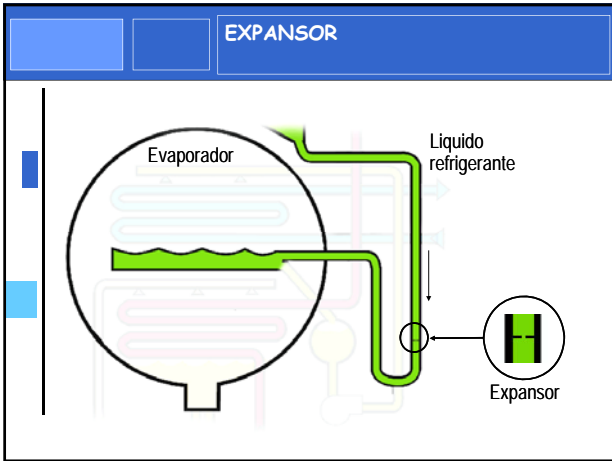 EXPANSOR
Evaporador
Liquido
refrigerante
Expansor